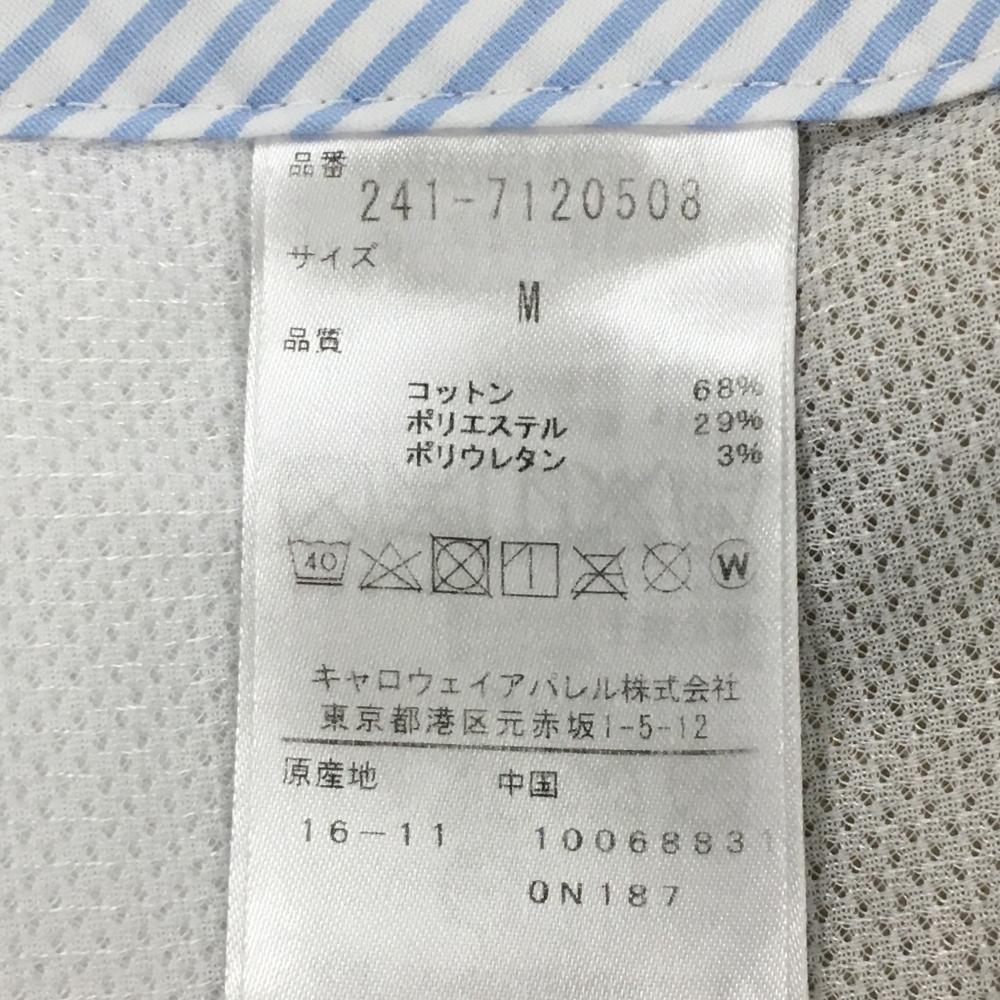 品番
241-7120508
サイズ
M
品質
コットン 68%
ポリエステル 29%
ポリウレタン 3%
40 W
キャロウェイアパレル株式会社
東京都港区元赤坂1-5-12
原産地 中国
16-11 10068831
0N187